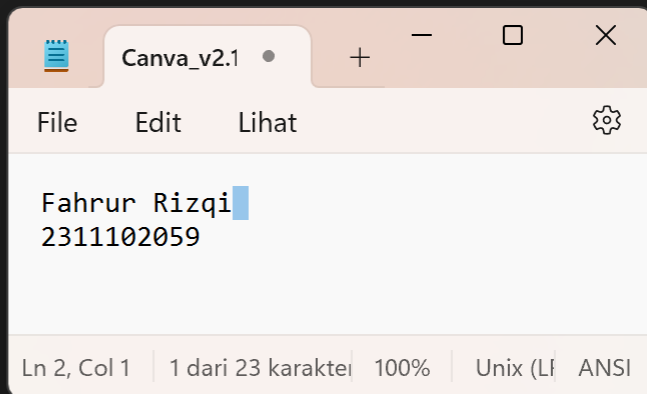 Canva_v2.1
File Edit Lihat
Fahrur Rizqi
2311102059
Ln 2, Col 1 1 dari 23 karakter 100% Unix (LF ANSI